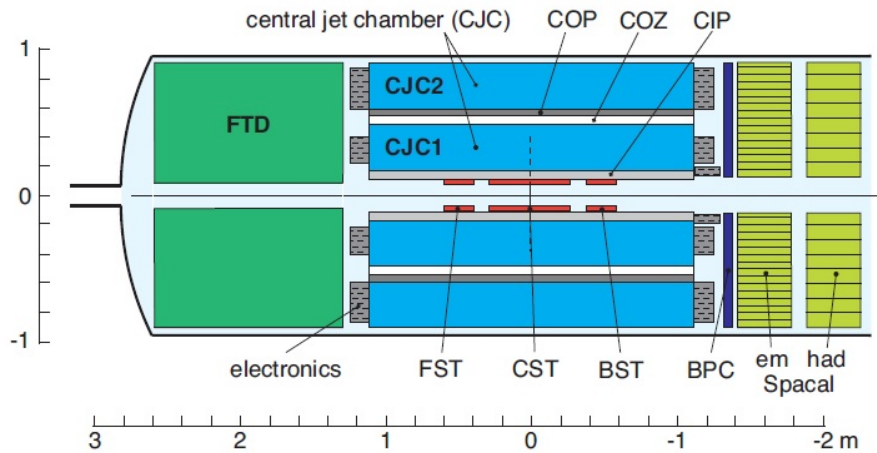 central jet chamber (CJC) COP COZ CIP
1
CJC2
FTD
CJC1
0
-1
electronics FST CST BST BPC em had
Spacal
3 2 1 0 -1 -2 m